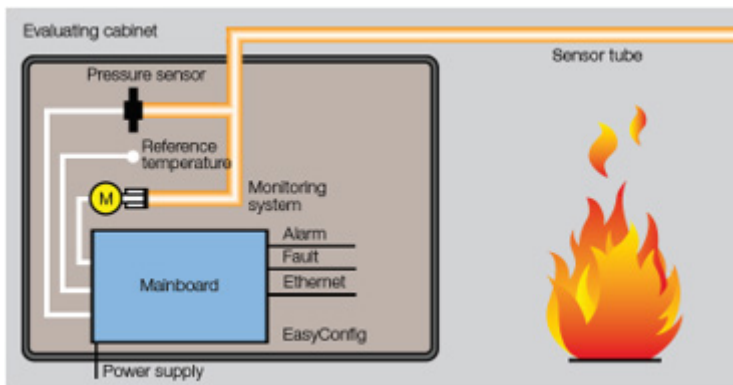 Evaluating cabinet
Sensor tube
Pressure sensor
Reference
temperature
M
Monitoring
system
Alarm
Fault
Ethernet
Mainboard
EasyConfig
Power supply